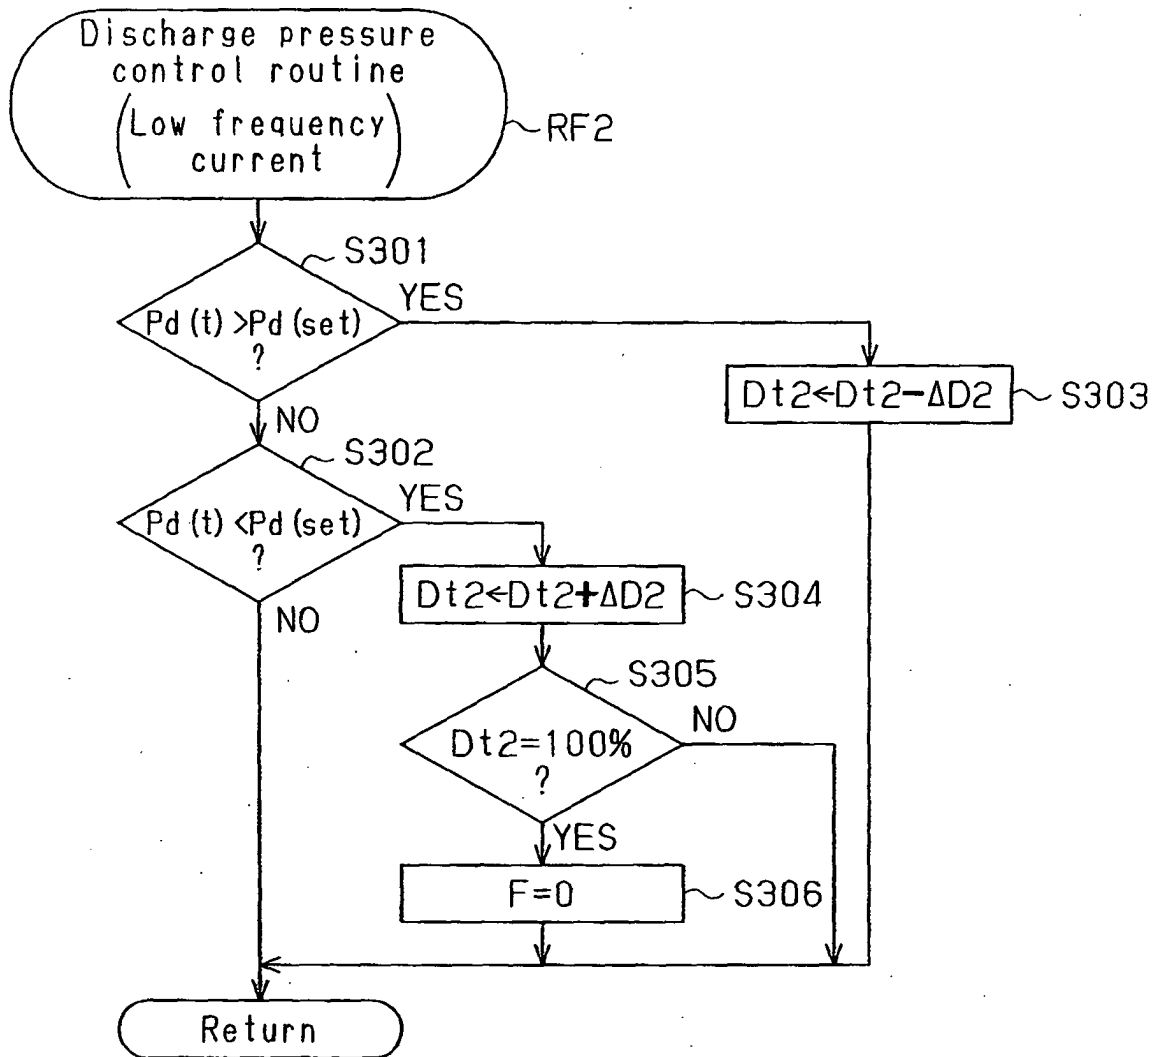 Discharge pressure
control routine
(Low frequency
current)
RF2
S301
Pd(t)>Pd(set)
?
YES
NO
Dt2←Dt2-ΔD2
S303
S302
Pd(t)<Pd(set)
?
YES
NO
Dt2←Dt2+ΔD2
S304
S305
Dt2=100%
?
NO
YES
F=0
S306
Return